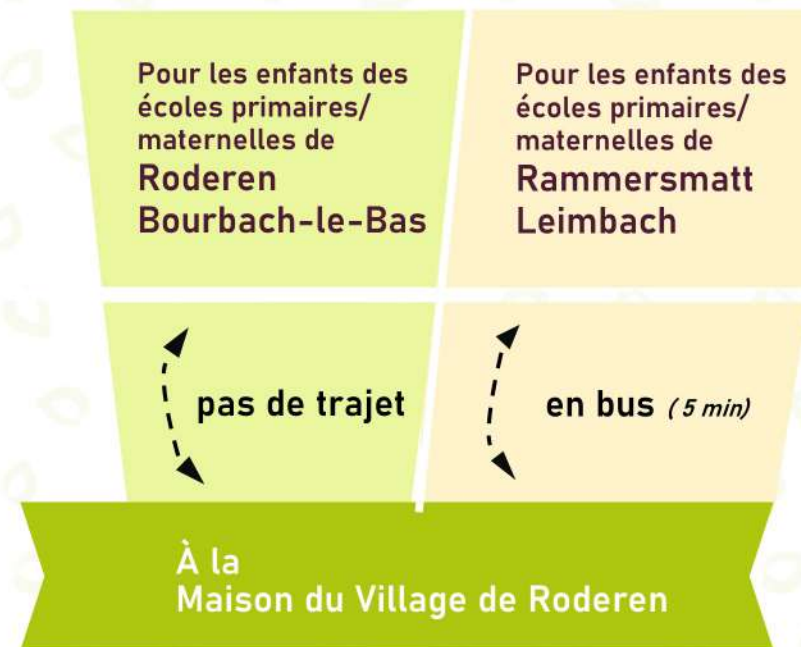 Pour les enfants des
écoles primaires/
maternelles de
Roderen
Bourbach-le-Bas
Pour les enfants des
écoles primaires/
maternelles de
Rammersmatt
Leimbach
pas de trajet
en bus ( 5 min)
À la
Maison du Village de Roderen